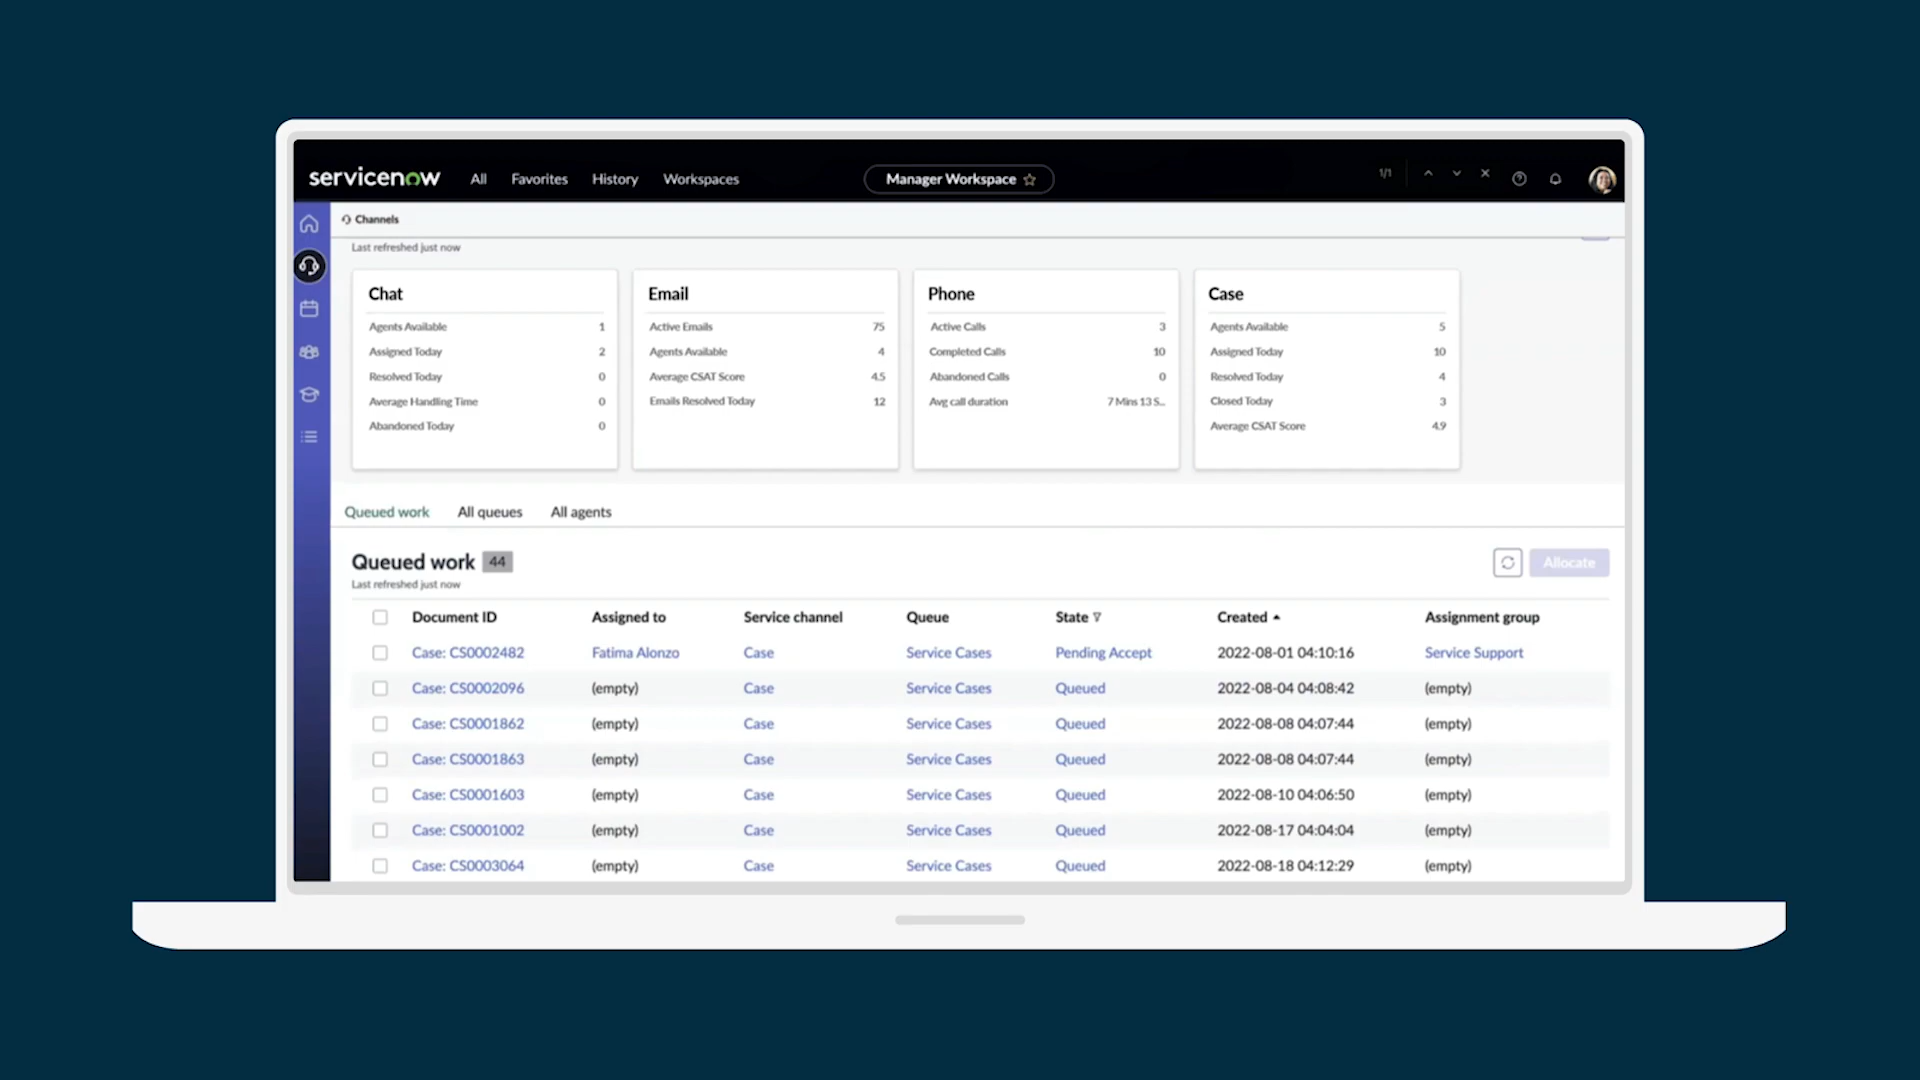 servicenow All Favorites History Workspaces Manager Workspace 1/1
Channels
Last refreshed just now
Chat Email Phone Case
Agents Available 1 Active Emails 75 Active Calls 3 Agents Available 5
Assigned Today 2 Agents Available 4 Completed Calls 10 Assigned Today 10
Resolved Today 0 Average CSAT Score 4.5 Abandoned Calls 0 Resolved Today 4
Average Handling Time 0 Emails Resolved Today 12 Avg call duration 7 Mins 13 S... Closed Today 3
Abandoned Today 0 Average CSAT Score 4.9
Queued work All queues All agents
Queued work 44 Allocate
Last refreshed just now
Document ID Assigned to Service channel Queue State Created Assignment group
Case: CS0002482 Fatima Alonzo Case Service Cases Pending Accept 2022-08-01 04:10:16 Service Support
Case: CS0002096 (empty) Case Service Cases Queued 2022-08-04 04:08:42 (empty)
Case: CS0001862 (empty) Case Service Cases Queued 2022-08-08 04:07:44 (empty)
Case: CS0001863 (empty) Case Service Cases Queued 2022-08-08 04:07:44 (empty)
Case: CS0001603 (empty) Case Service Cases Queued 2022-08-10 04:06:50 (empty)
Case: CS0001002 (empty) Case Service Cases Queued 2022-08-17 04:04:04 (empty)
Case: CS0003064 (empty) Case Service Cases Queued 2022-08-18 04:12:29 (empty)